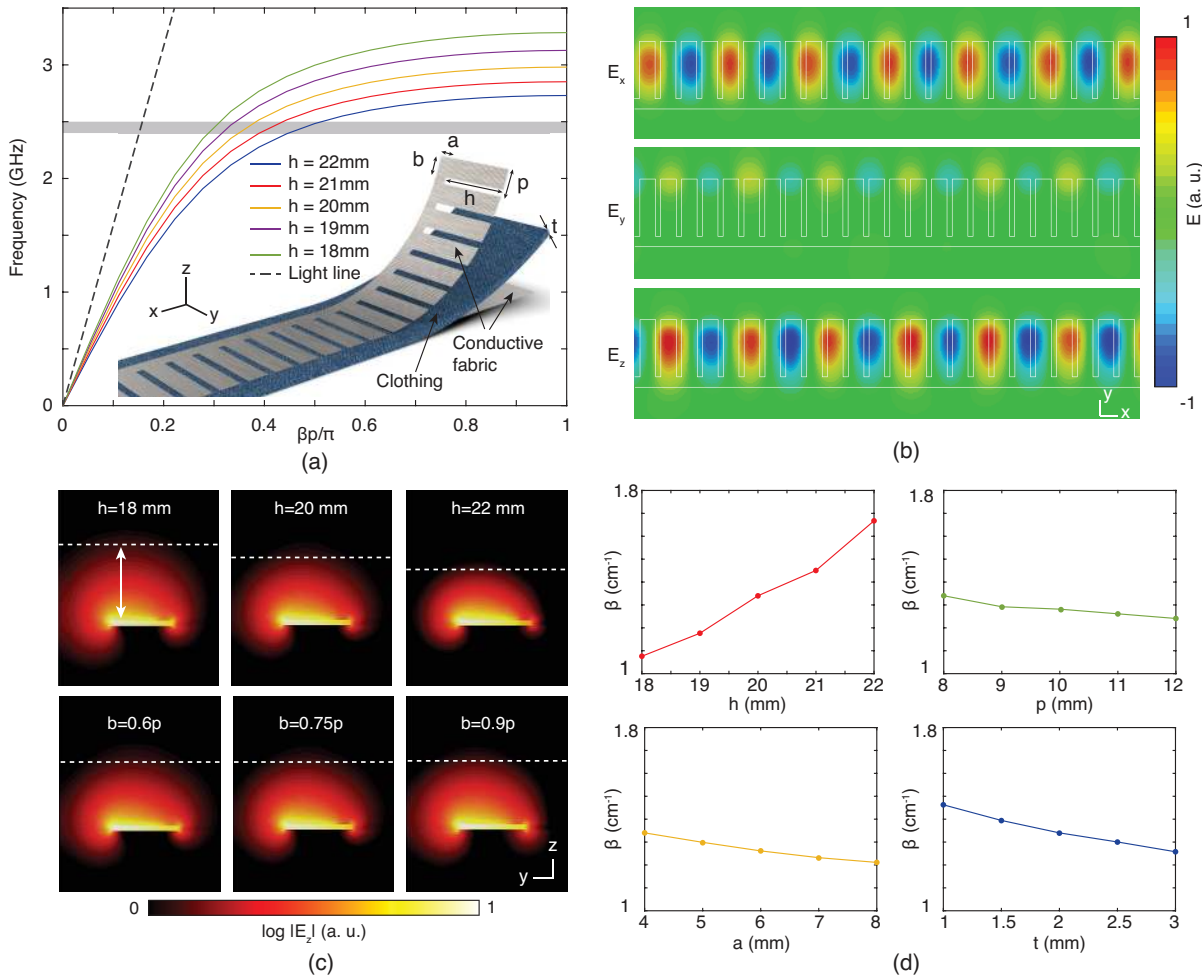 3
2
1
0
Frequency (GHz)
h = 22mm
h = 21mm
h = 20mm
h = 19mm
h = 18mm
Light line
a
b
p
h
t
z
x
y
Conductive
fabric
Clothing
0 0.2 0.4 0.6 0.8 1
βp/π
(a)
Ex
Ey
Ez
y
x
1
E (a. u.)
-1
(b)
h=18 mm h=20 mm h=22 mm
b=0.6p b=0.75p b=0.9p
z
y
0 1
log |Ez| (a. u.)
(c)
1.8
β (cm⁻¹)
1
18 19 20 21 22
h (mm)
1.8
β (cm⁻¹)
1
8 9 10 11 12
p (mm)
1.8
β (cm⁻¹)
1
4 5 6 7 8
a (mm)
1.8
β (cm⁻¹)
1
1 1.5 2 2.5 3
t (mm)
(d)